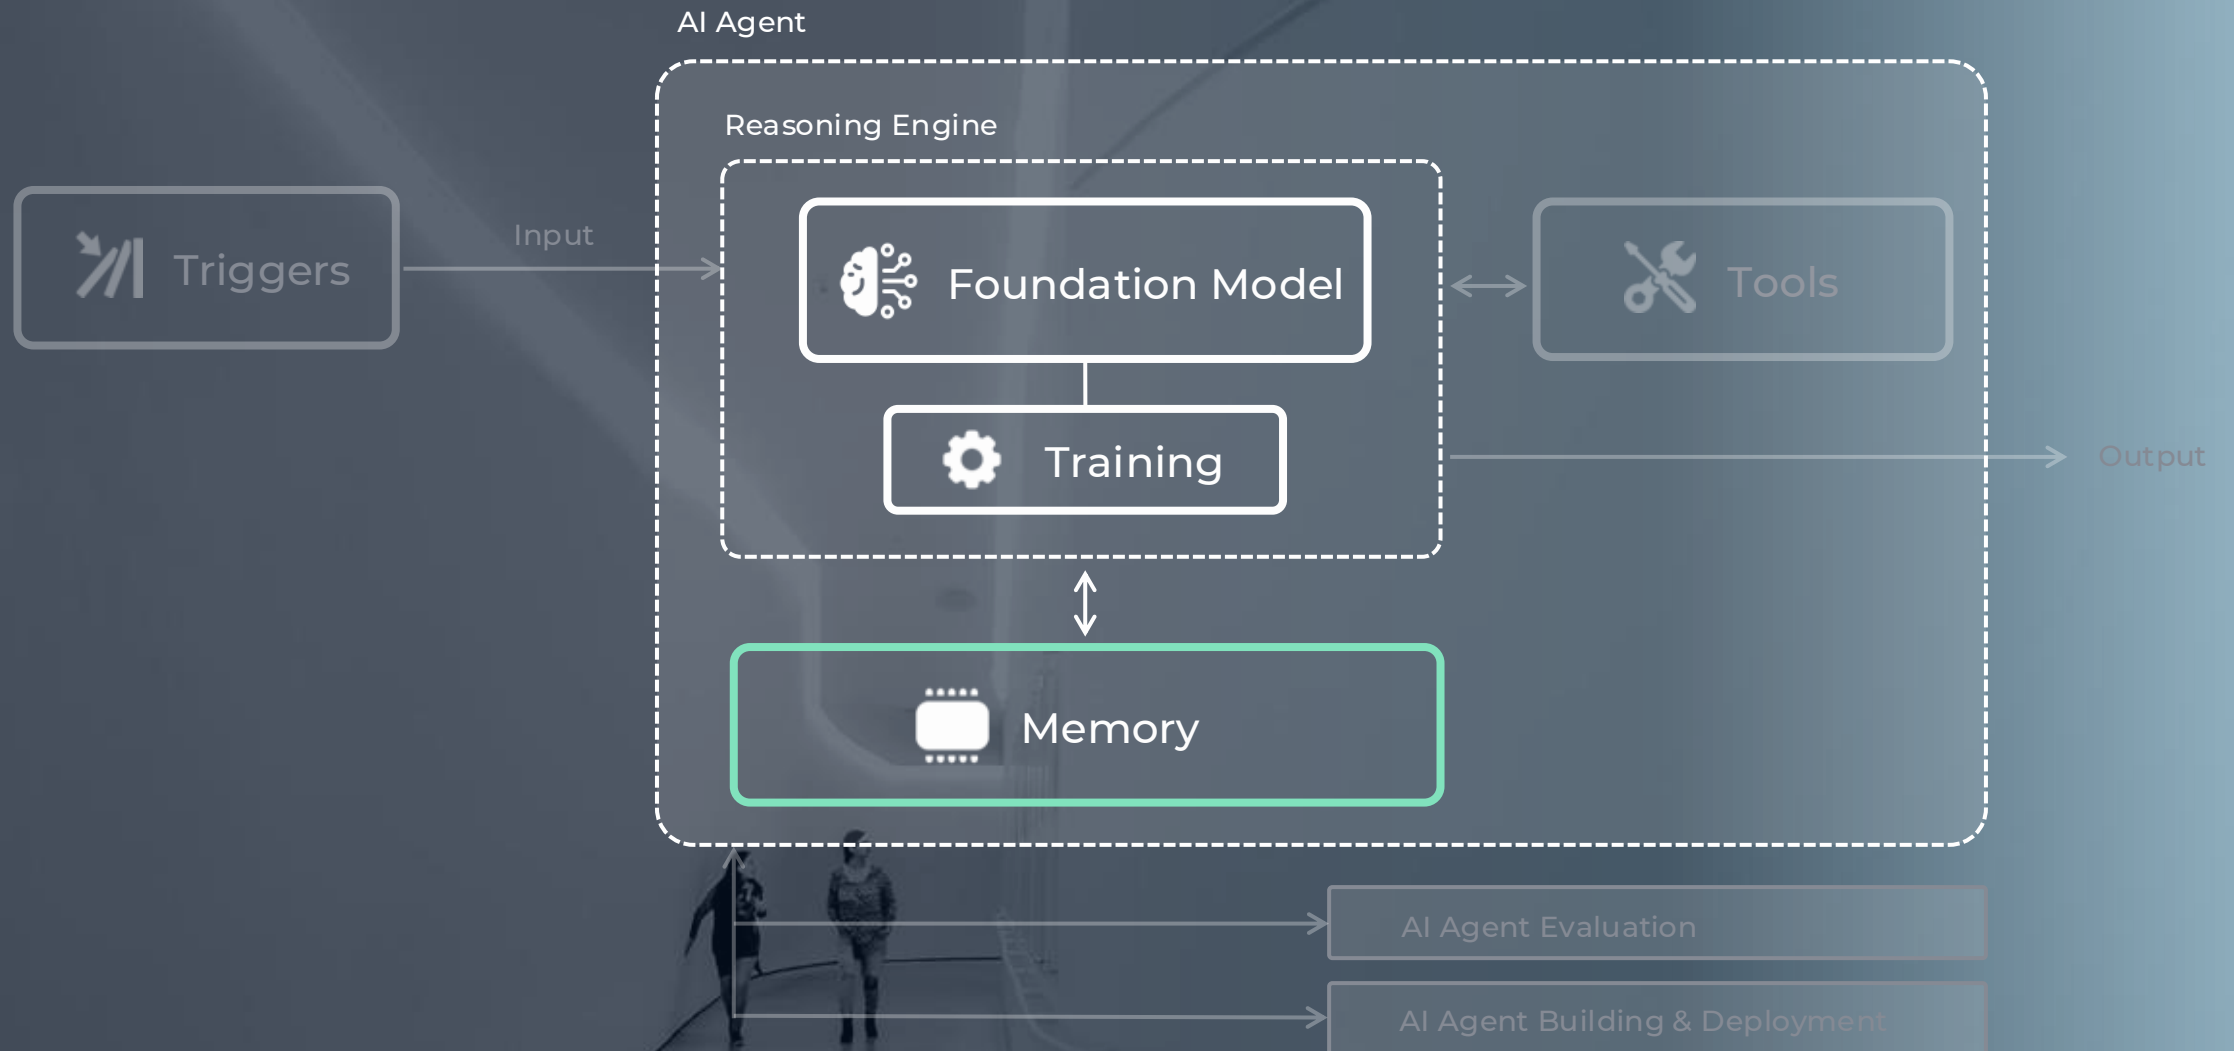 AI Agent
Reasoning Engine
Triggers
Input
Foundation Model
Tools
Training
Output
Memory
AI Agent Evaluation
AI Agent Building & Deployment